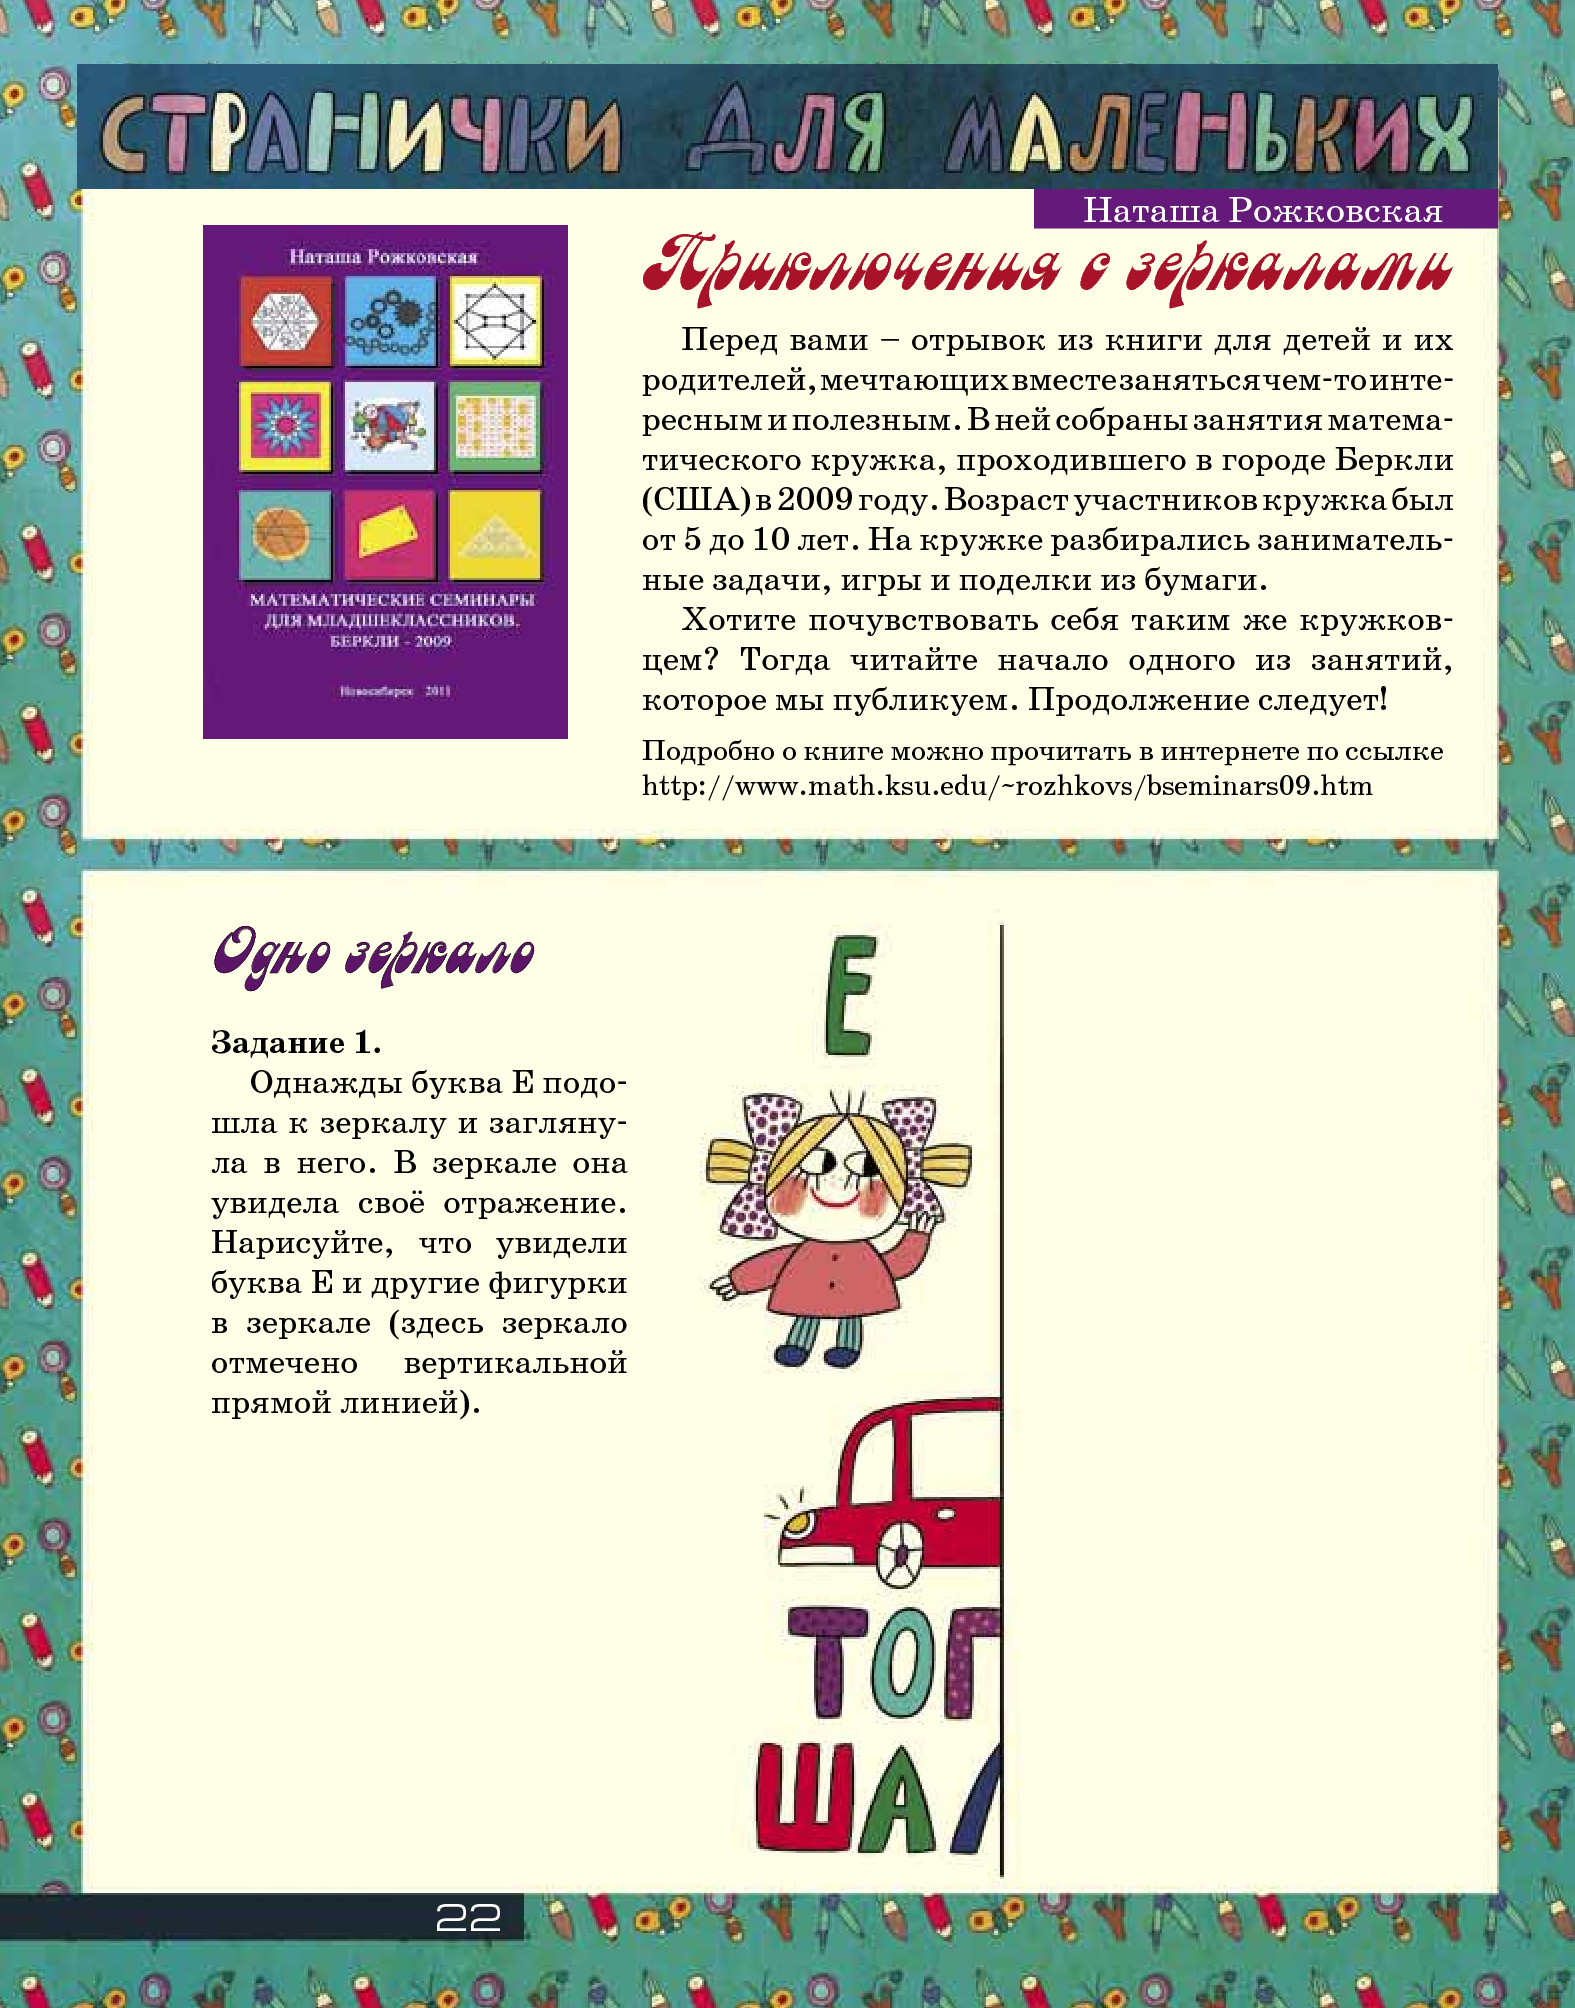 СТРАНИЧКИ ДЛЯ МАЛЕНЬКИХ
Наташа Рожковская
Наташа Рожковская
МАТЕМАТИЧЕСКИЕ СЕМИНАРЫ
ДЛЯ МЛАДШЕКЛАССНИКОВ.
БЕРКЛИ - 2009
Новосибирск 2011
Приключения с зеркалами
Перед вами – отрывок из книги для детей и их
родителей, мечтающих вместе заняться чем-то инте-
ресным и полезным. В ней собраны занятия матема-
тического кружка, проходившего в городе Беркли
(США) в 2009 году. Возраст участников кружка был
от 5 до 10 лет. На кружке разбирались заниматель-
ные задачи, игры и поделки из бумаги.
Хотите почувствовать себя таким же кружков-
цем? Тогда читайте начало одного из занятий,
которое мы публикуем. Продолжение следует!
Подробно о книге можно прочитать в интернете по ссылке
http://www.math.ksu.edu/~rozhkovs/bseminars09.htm
Одно зеркало
Задание 1.
Однажды буква Е подо-
шла к зеркалу и загляну-
ла в него. В зеркале она
увидела своё отражение.
Нарисуйте, что увидели
буква Е и другие фигурки
в зеркале (здесь зеркало
отмечено вертикальной
прямой линией).
Е
ТОП
ШАЛ
22